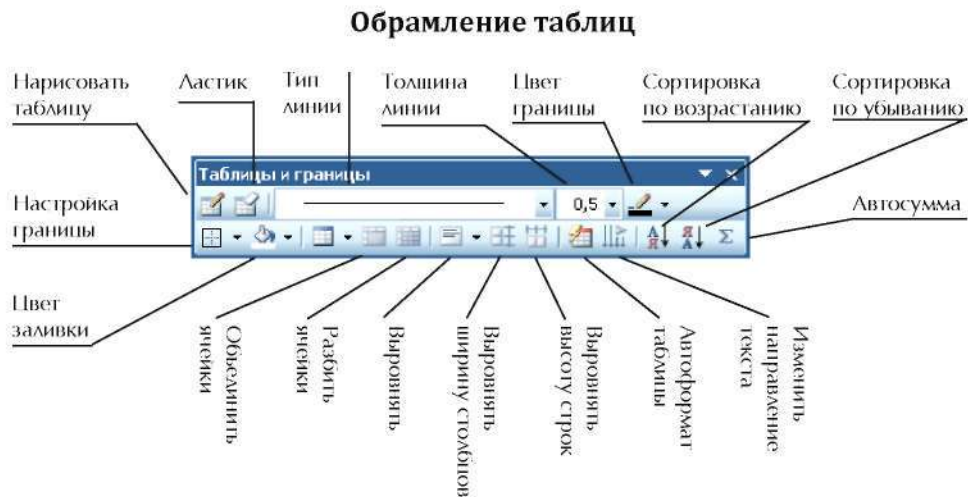 Обрамление таблиц
Нарисовать
таблицу
Ластик
Тип
линии
Толщина
линии
Цвет
границы
Сортировка
по возрастанию
Сортировка
по убыванию
Таблицы и границы
0,5
Настройка
границы
А
Я
Я
А
Σ
Автосумма
Цвет
заливки
Объединить
ячейки
Разбить
ячейки
Выровнять
Выровнять
ширину столбцов
Выровнять
высоту строк
Автоформат
таблицы
Изменить
направление
текста